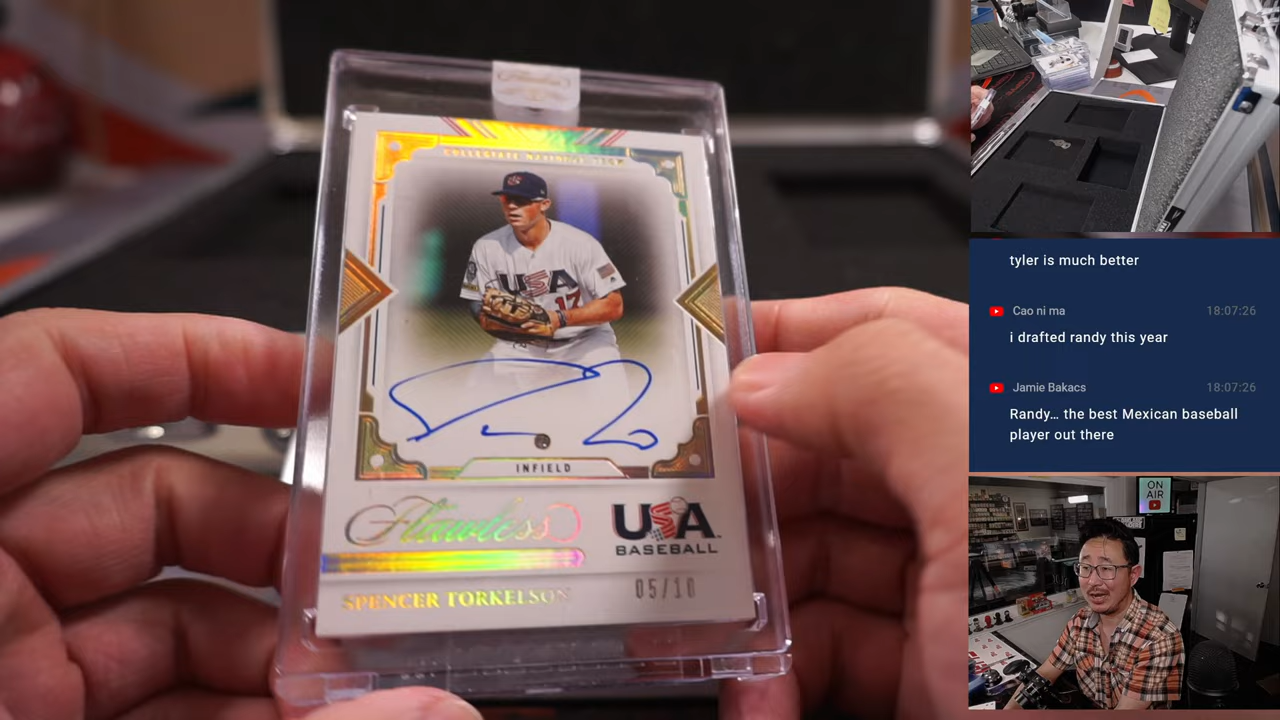 COLLEGIATE NATIONAL TEAM
USA
17
INFIELD
Flawless
USA
BASEBALL
SPENCER TORKELSON
05/10
tyler is much better
Cao ni ma 18:07:26
i drafted randy this year
Jamie Bakacs 18:07:26
Randy... the best Mexican baseball
player out there
ON
AIR